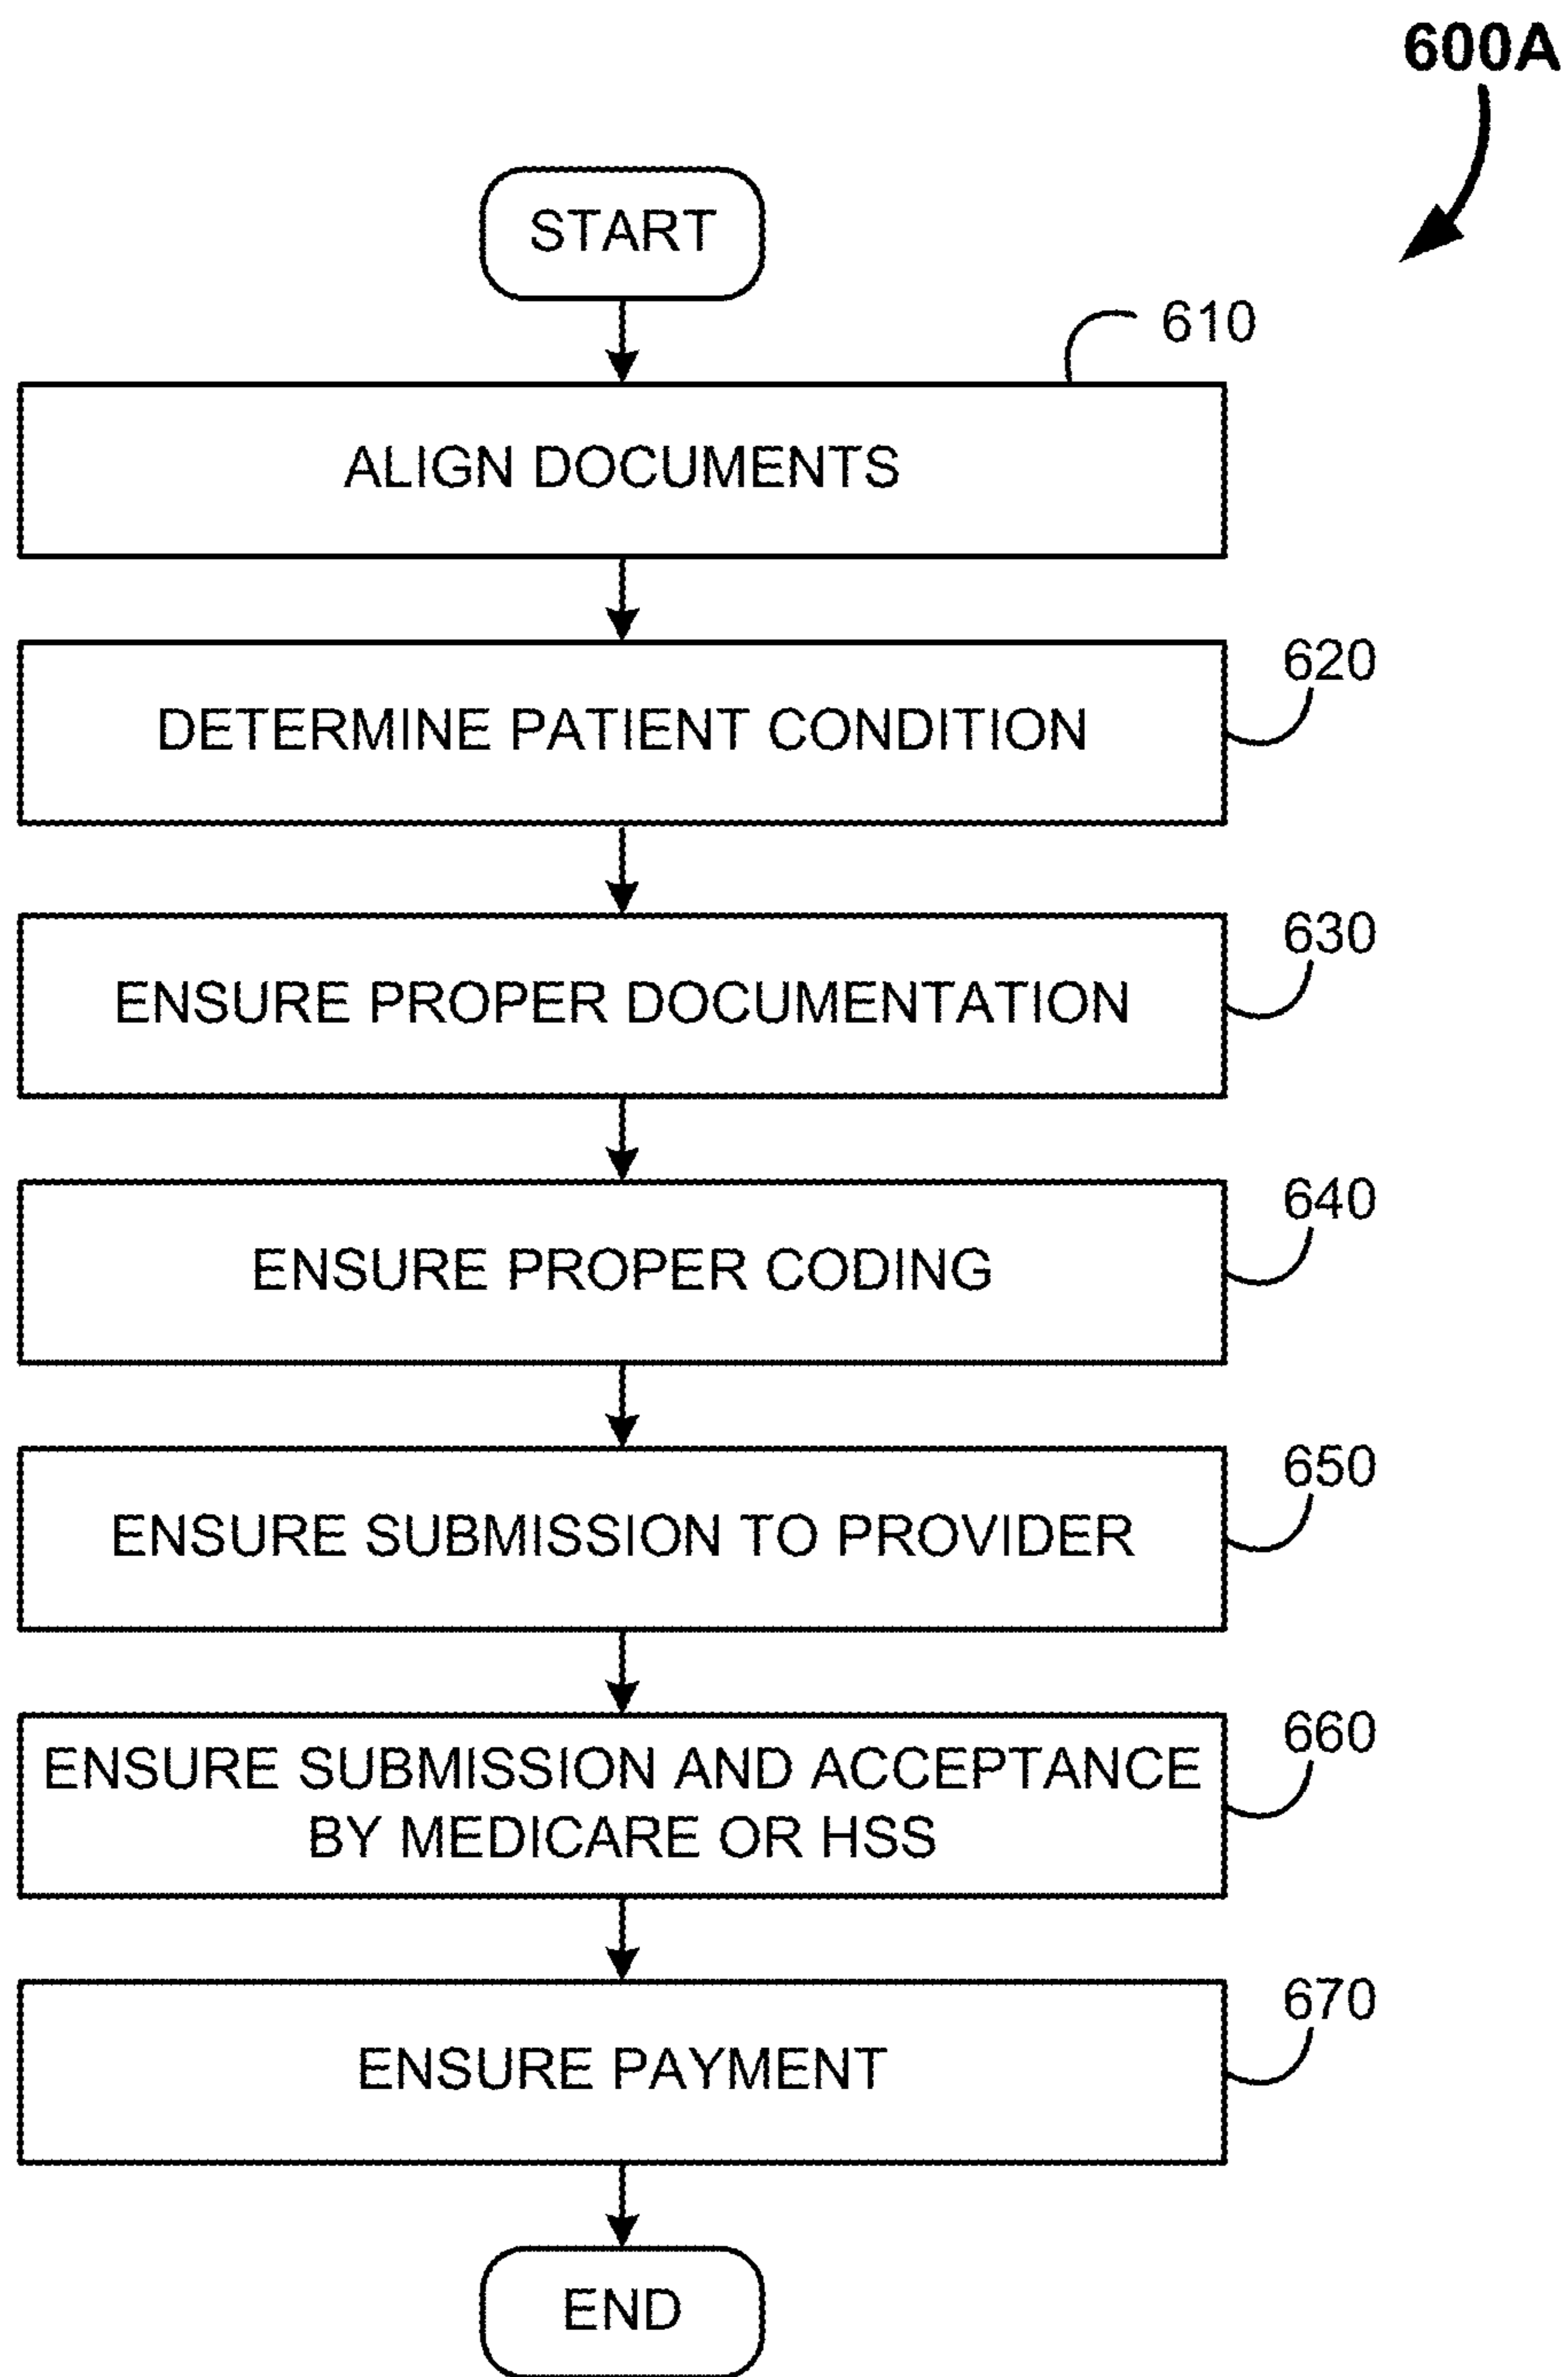 600A
START
610
ALIGN DOCUMENTS
620
DETERMINE PATIENT CONDITION
630
ENSURE PROPER DOCUMENTATION
640
ENSURE PROPER CODING
650
ENSURE SUBMISSION TO PROVIDER
660
ENSURE SUBMISSION AND ACCEPTANCE
BY MEDICARE OR HSS
670
ENSURE PAYMENT
END